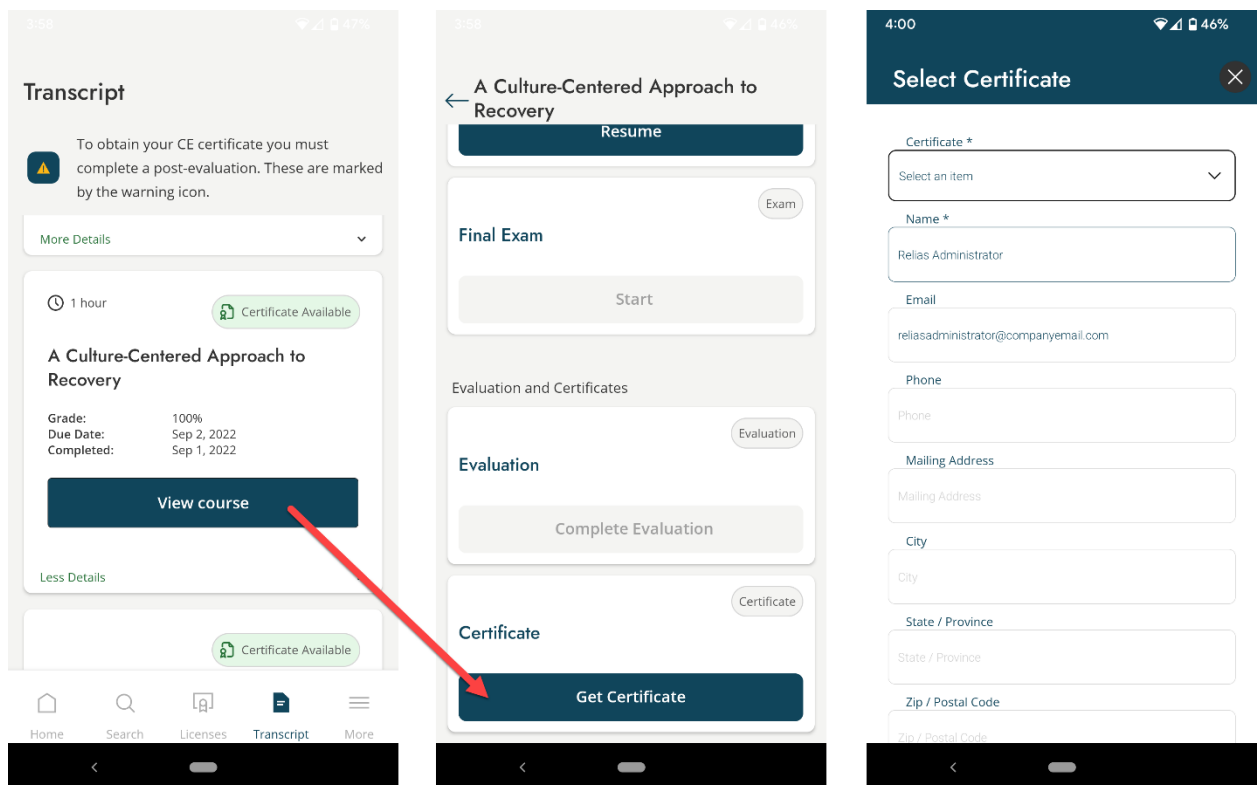 3:58
47%
Transcript
To obtain your CE certificate you must
complete a post-evaluation. These are marked
by the warning icon.
More Details
1 hour
Certificate Available
A Culture-Centered Approach to
Recovery
Grade: 100%
Due Date: Sep 2, 2022
Completed: Sep 1, 2022
View course
Less Details
Certificate Available
Home Search Licenses Transcript More
3:58
46%
A Culture-Centered Approach to
Recovery
Resume
Exam
Final Exam
Start
Evaluation and Certificates
Evaluation
Evaluation
Complete Evaluation
Certificate
Certificate
Get Certificate
4:00
46%
Select Certificate
Certificate *
Select an item
Name *
Relias Administrator
Email
reliasadministrator@companyemail.com
Phone
Phone
Mailing Address
Mailing Address
City
City
State / Province
State / Province
Zip / Postal Code
Zip / Postal Code